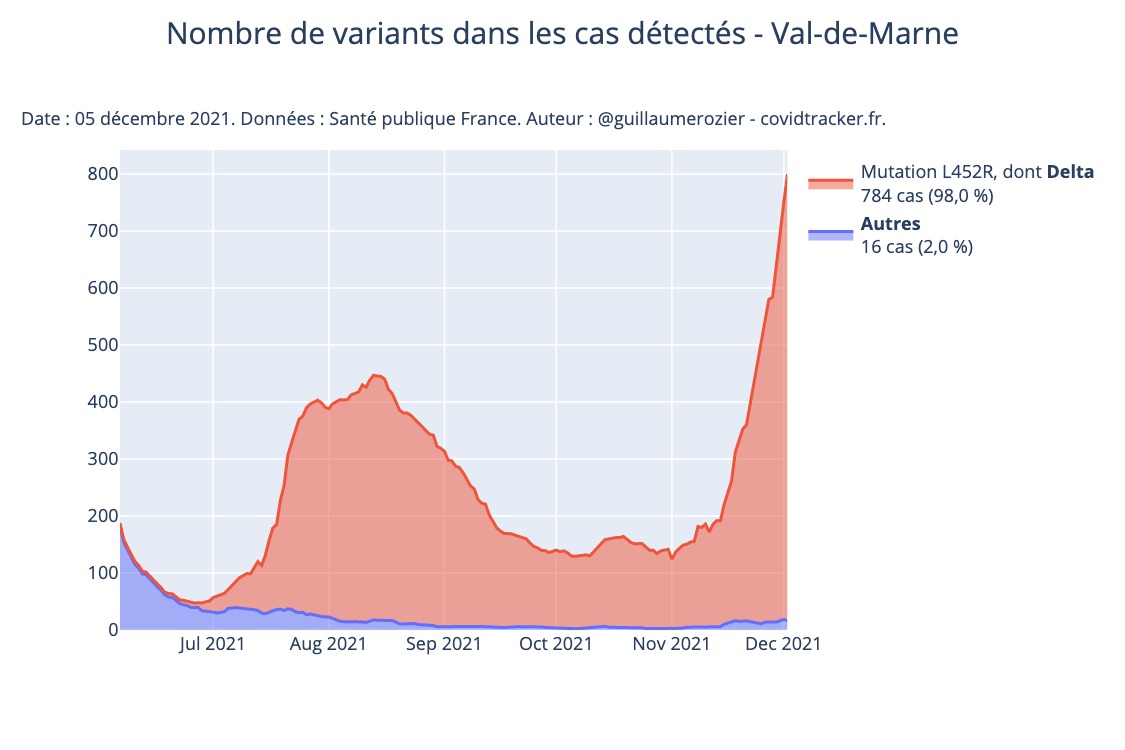 Nombre de variants dans les cas détectés - Val-de-Marne
Date : 05 décembre 2021. Données : Santé publique France. Auteur : @guillaumerozier - covidtracker.fr.
Mutation L452R, dont Delta
784 cas (98,0 %)
Autres
16 cas (2,0 %)
800
700
600
500
400
300
200
100
0
Jul 2021
Aug 2021
Sep 2021
Oct 2021
Nov 2021
Dec 2021